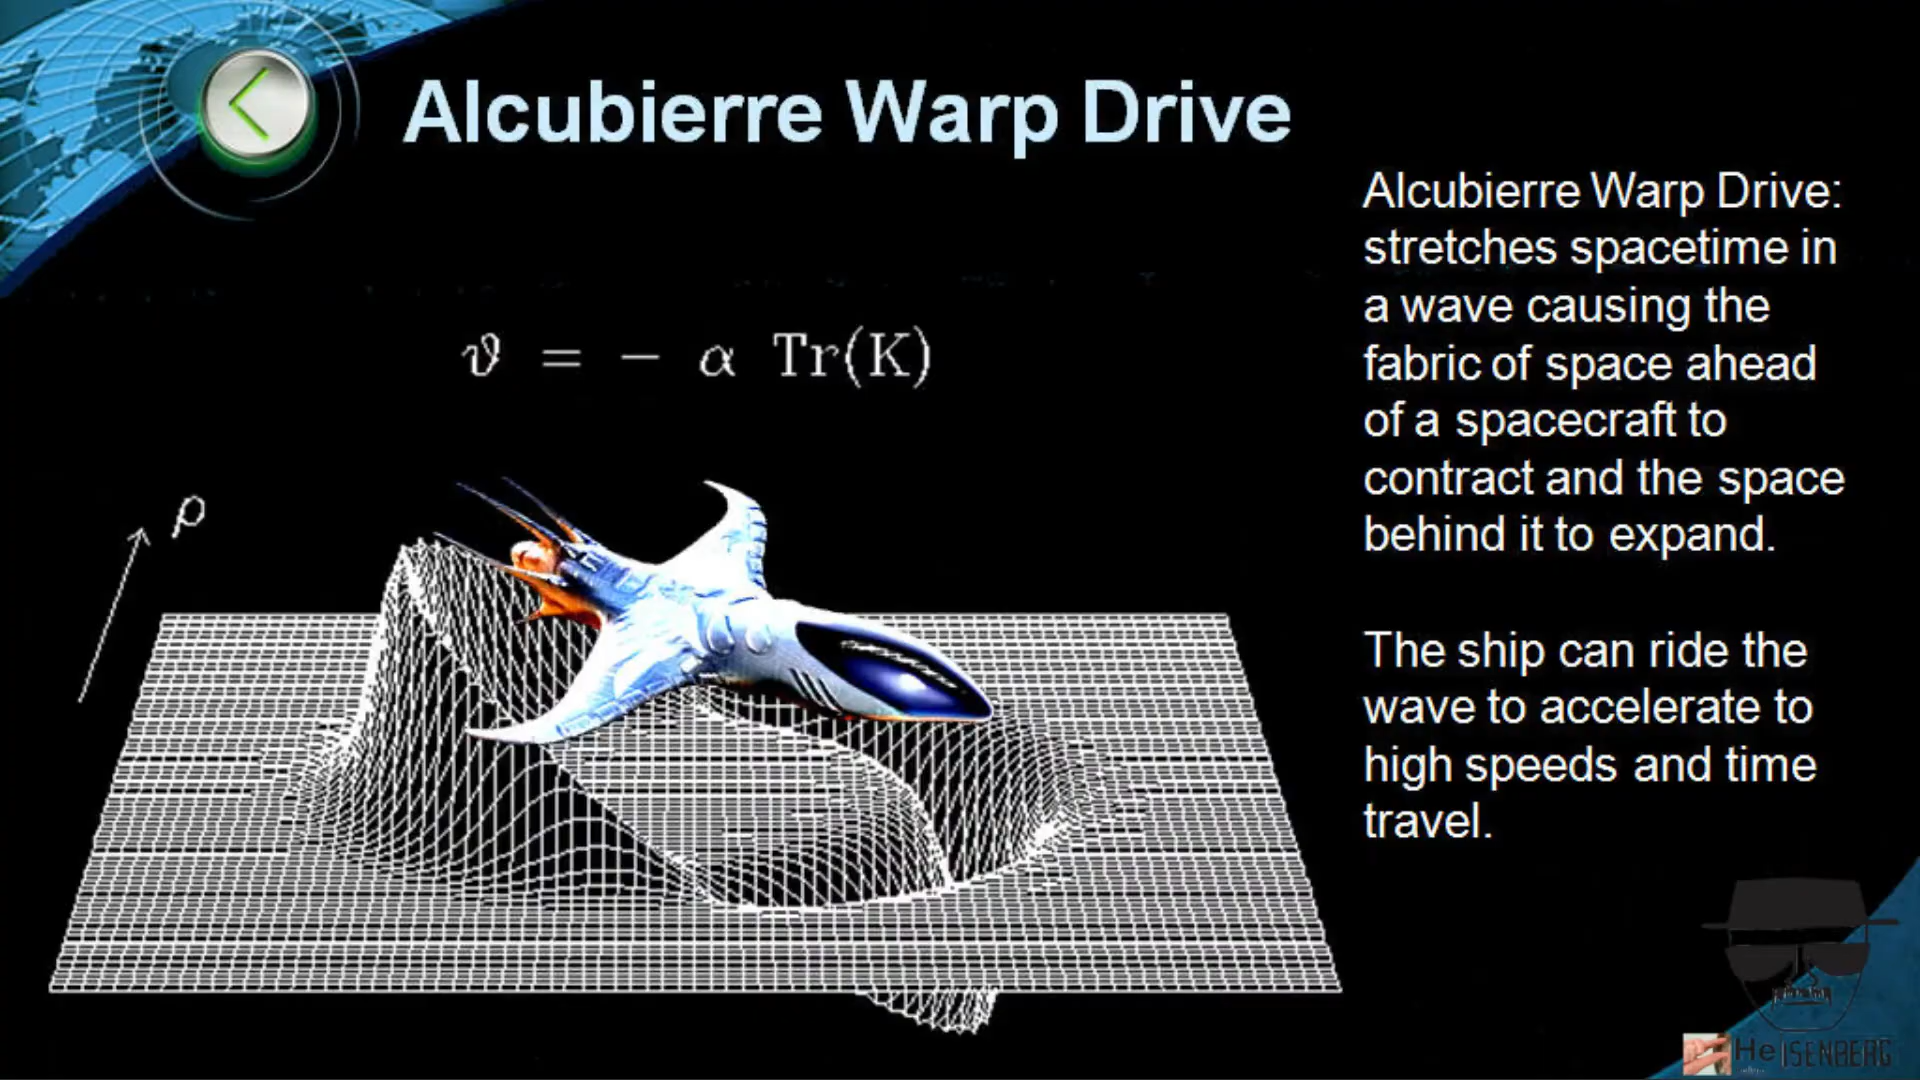 Alcubierre Warp Drive
Alcubierre Warp Drive:
stretches spacetime in
a wave causing the
fabric of space ahead
of a spacecraft to
contract and the space
behind it to expand.
The ship can ride the
wave to accelerate to
high speeds and time
travel.
ϑ = − α Tr(K)
ρ
HeISENBERG